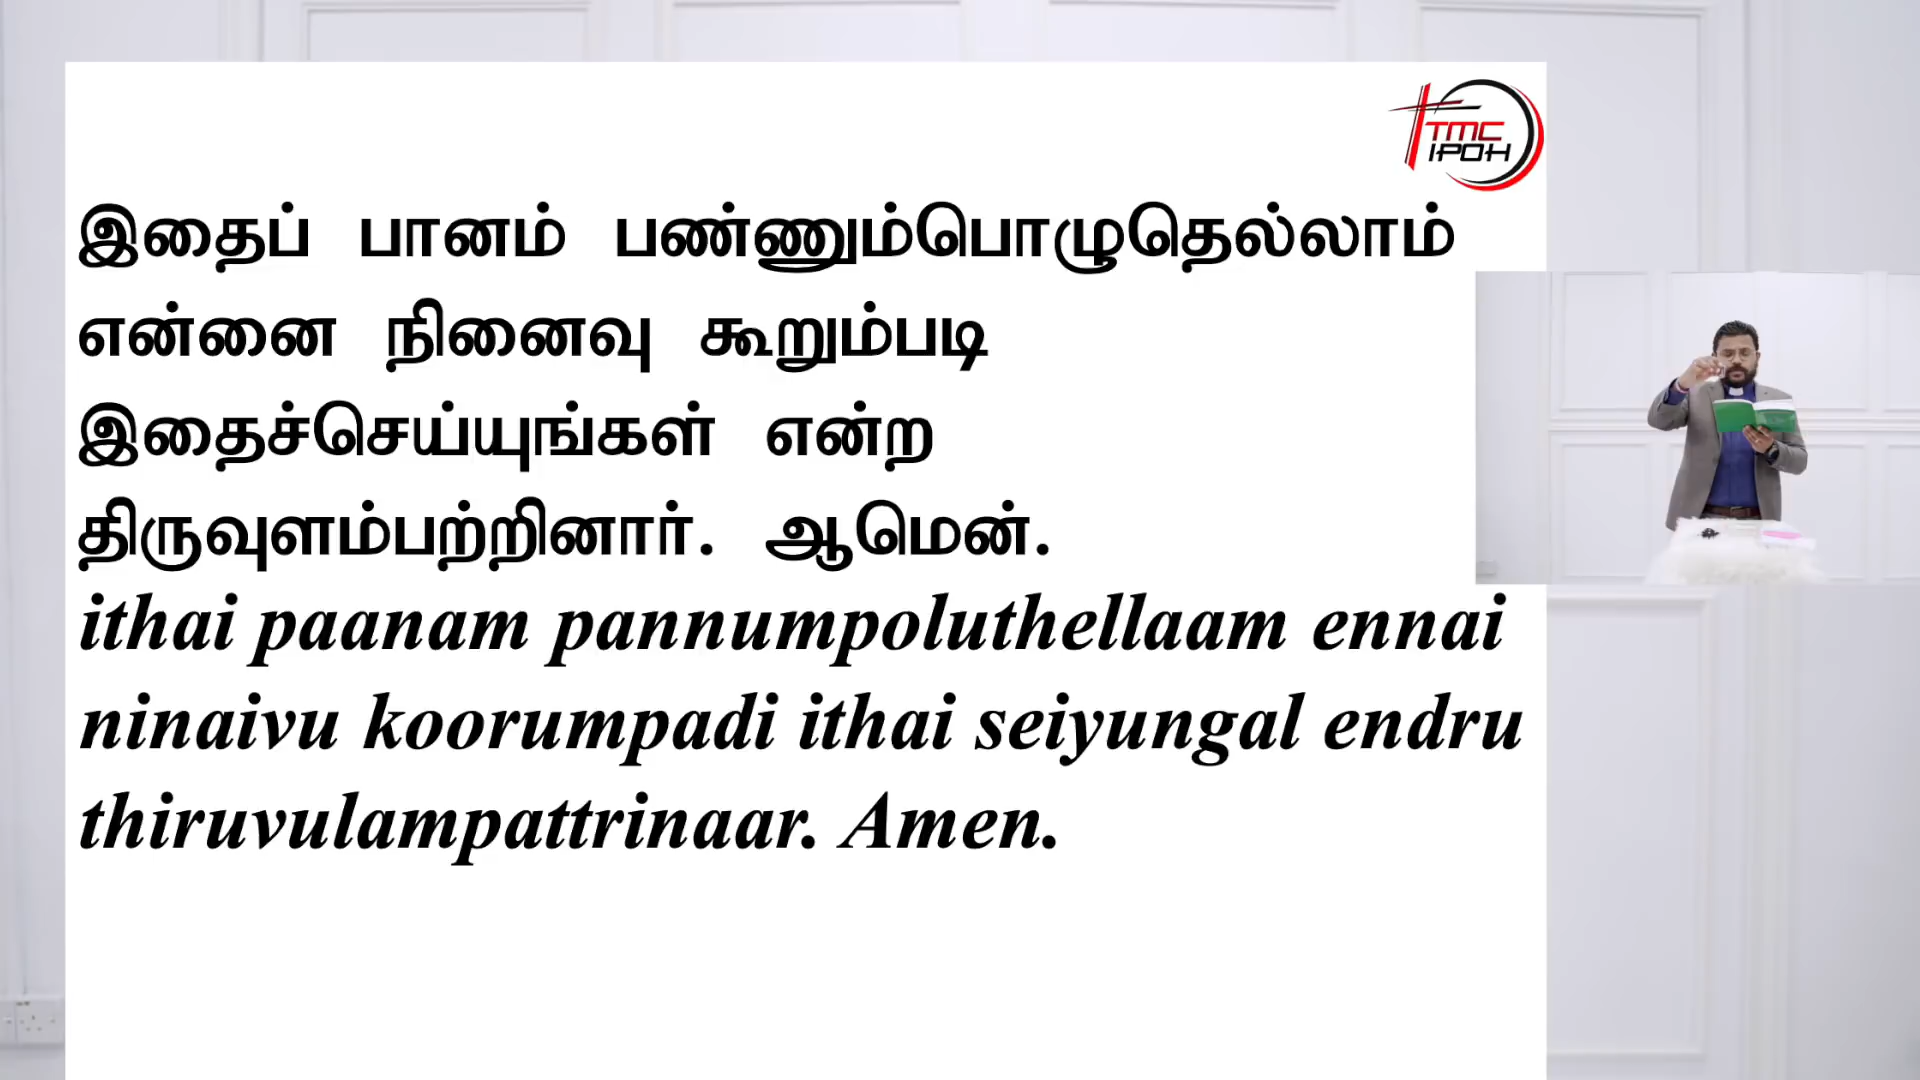 TMC
IPOH
இதைப் பானம் பண்ணும்பொழுதெல்லாம்
என்னை நினைவு கூறும்படி
இதைச்செய்யுங்கள் என்ற
திருவுளம்பற்றினார். ஆமென்.
ithai paanam pannumpoluthellaam ennai
ninaivu koorumpadi ithai seiyungal endru
thiruvulampattrinaar. Amen.